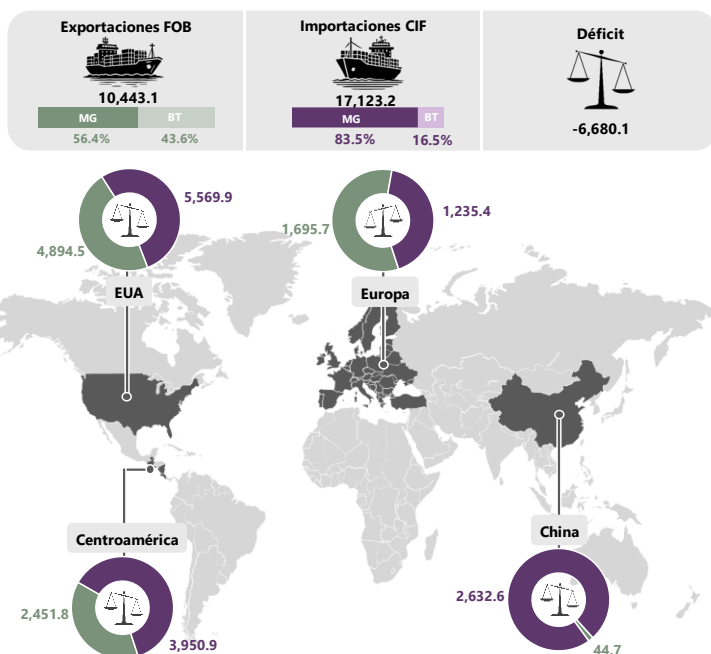 Exportaciones FOB
10,443.1
MG BT
56.4% 43.6%
Importaciones CIF
17,123.2
MG BT
83.5% 16.5%
Déficit
-6,680.1
5,569.9
4,894.5
EUA
1,235.4
1,695.7
Europa
Centroamérica
2,451.8
3,950.9
China
2,632.6
44.7